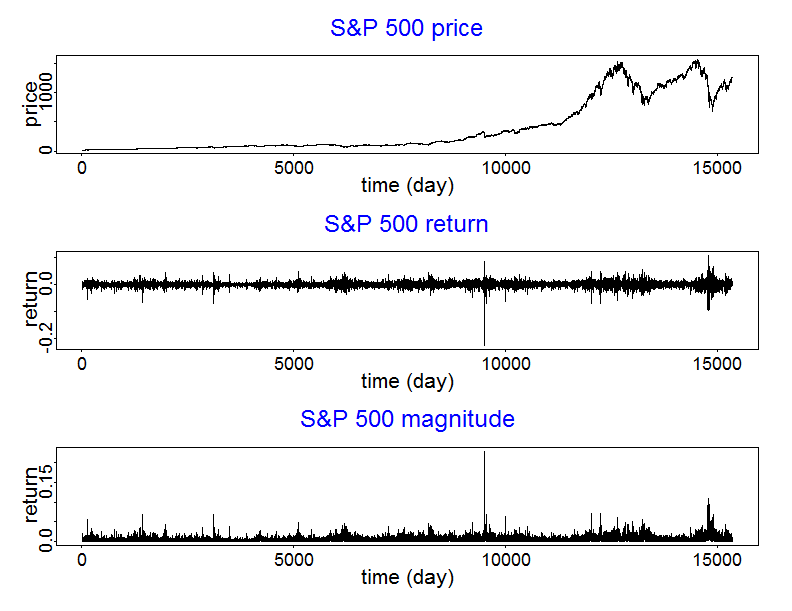 S&P 500 price
price
0 1000
0 5000 10000 15000
time (day)
S&P 500 return
return
-0.2 0.0
0 5000 10000 15000
time (day)
S&P 500 magnitude
return
0.0 0.15
0 5000 10000 15000
time (day)